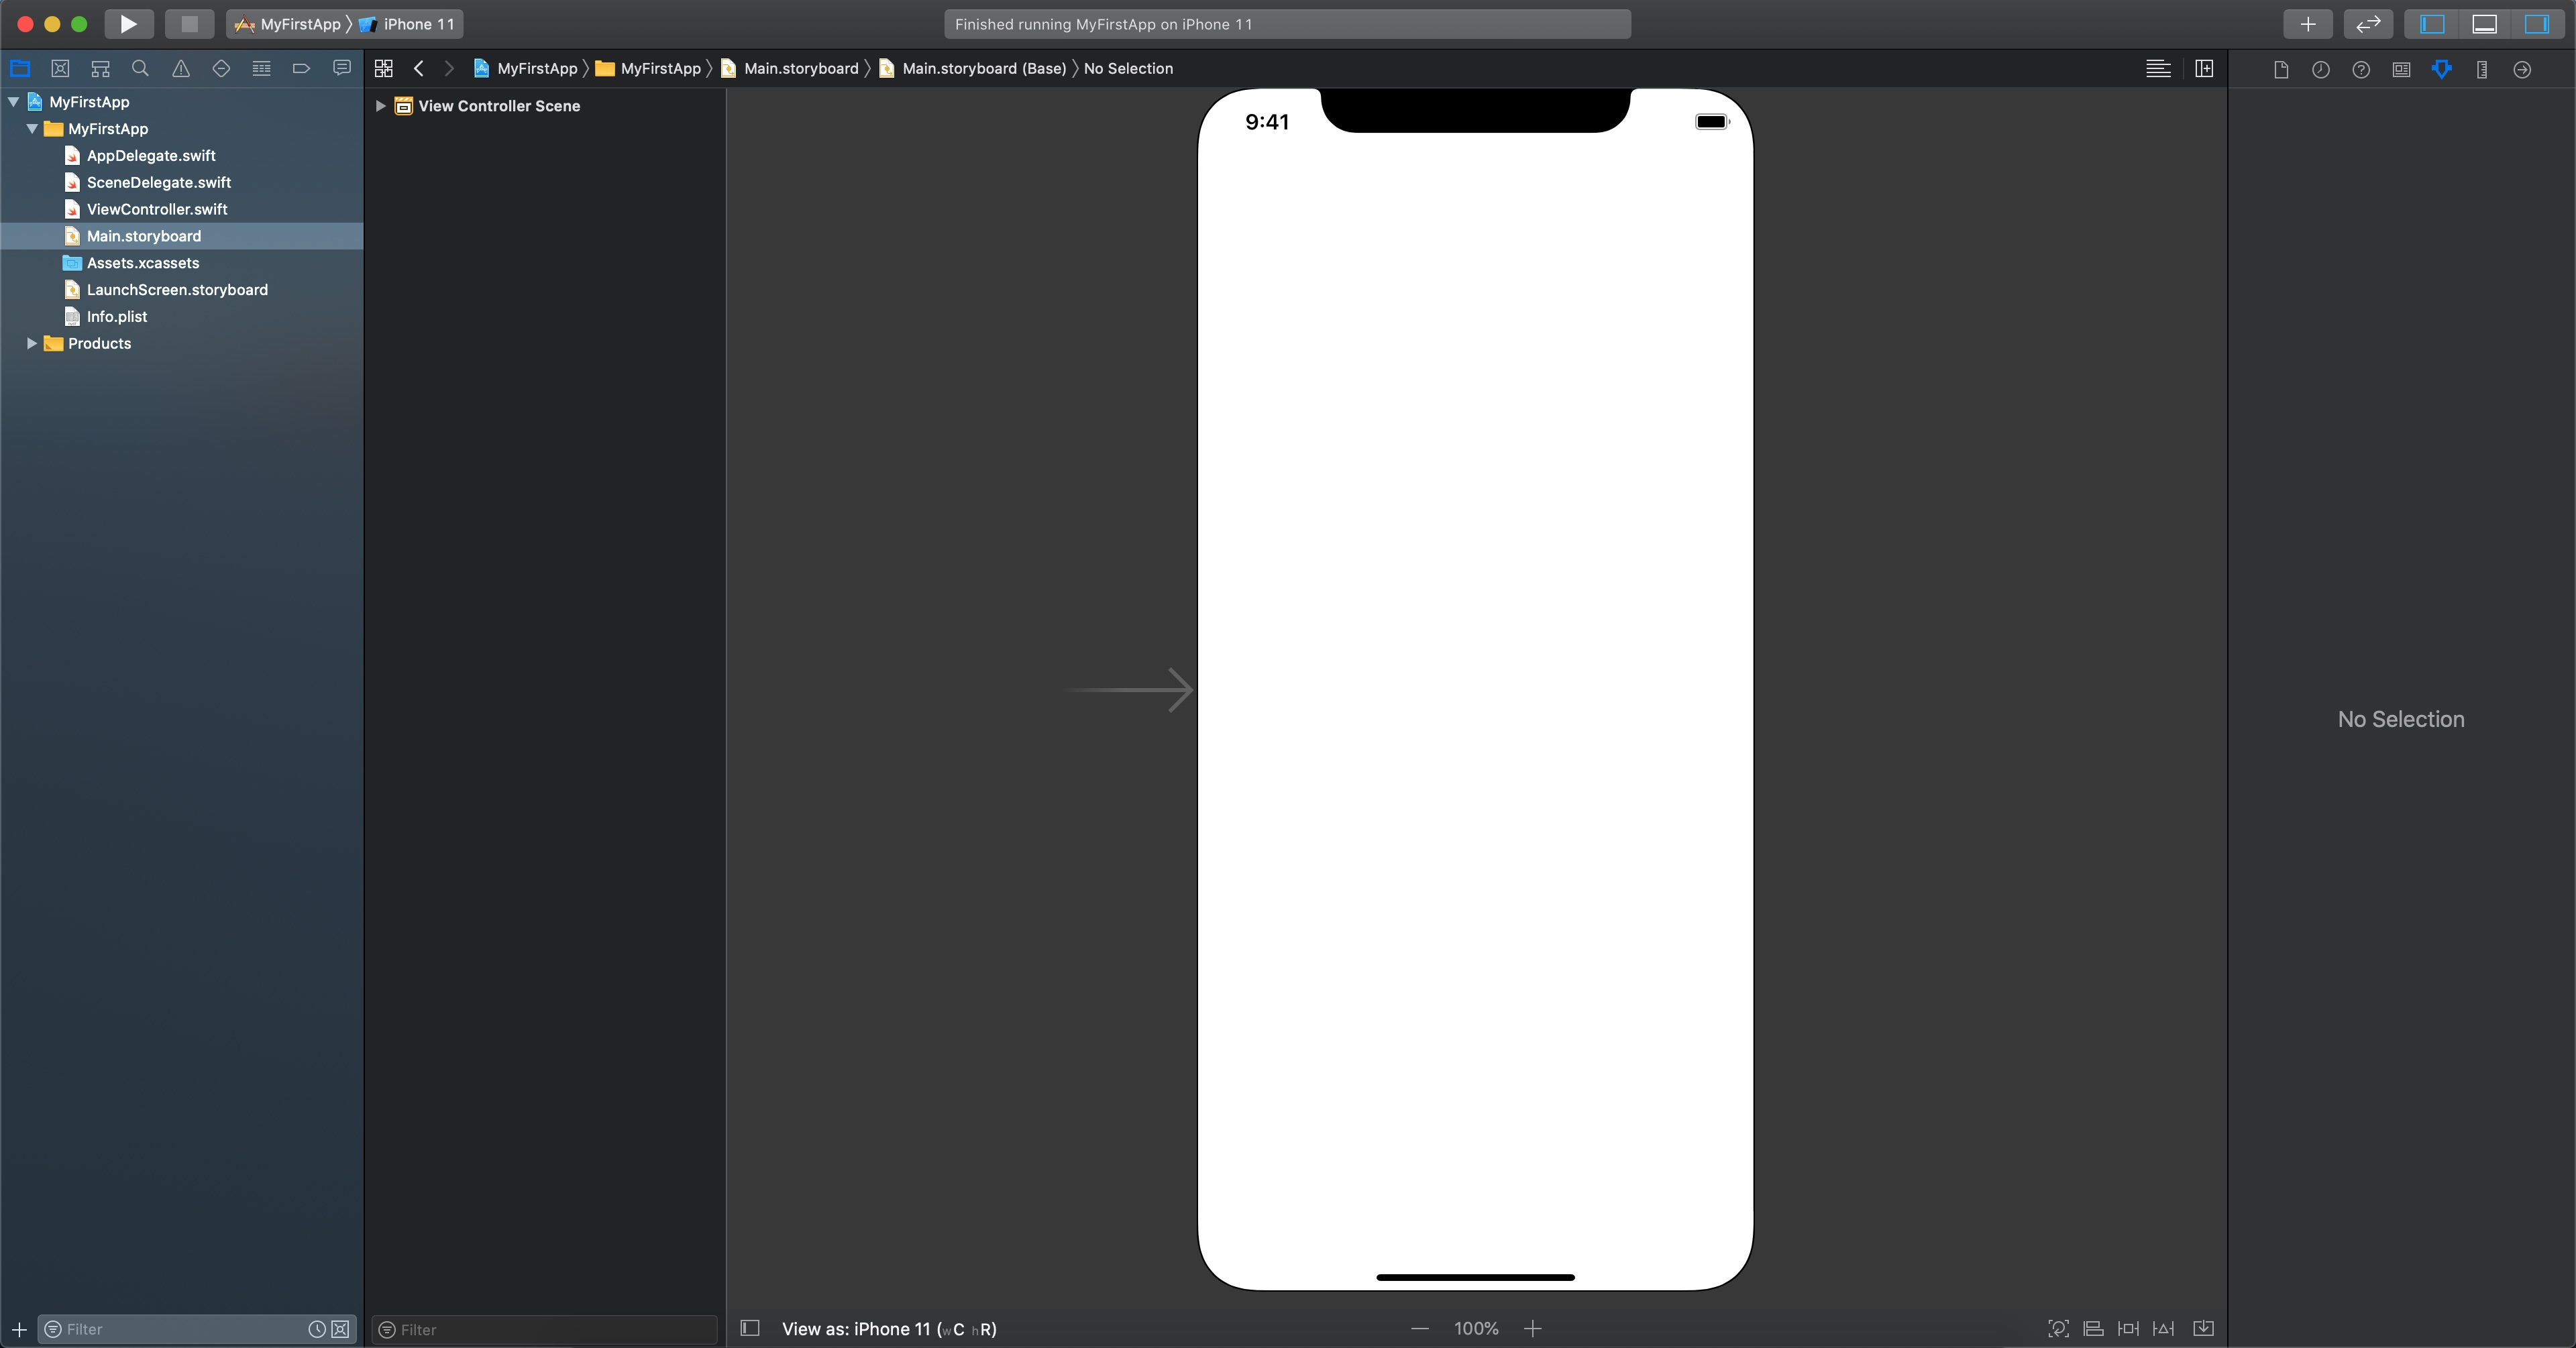 MyFirstApp
iPhone 11
Finished running MyFirstApp on iPhone 11
MyFirstApp
MyFirstApp
Main.storyboard
Main.storyboard (Base)
No Selection
MyFirstApp
MyFirstApp
AppDelegate.swift
SceneDelegate.swift
ViewController.swift
Main.storyboard
Assets.xcassets
LaunchScreen.storyboard
Info.plist
Products
View Controller Scene
9:41
No Selection
Filter
Filter
View as: iPhone 11 (wC hR)
100%